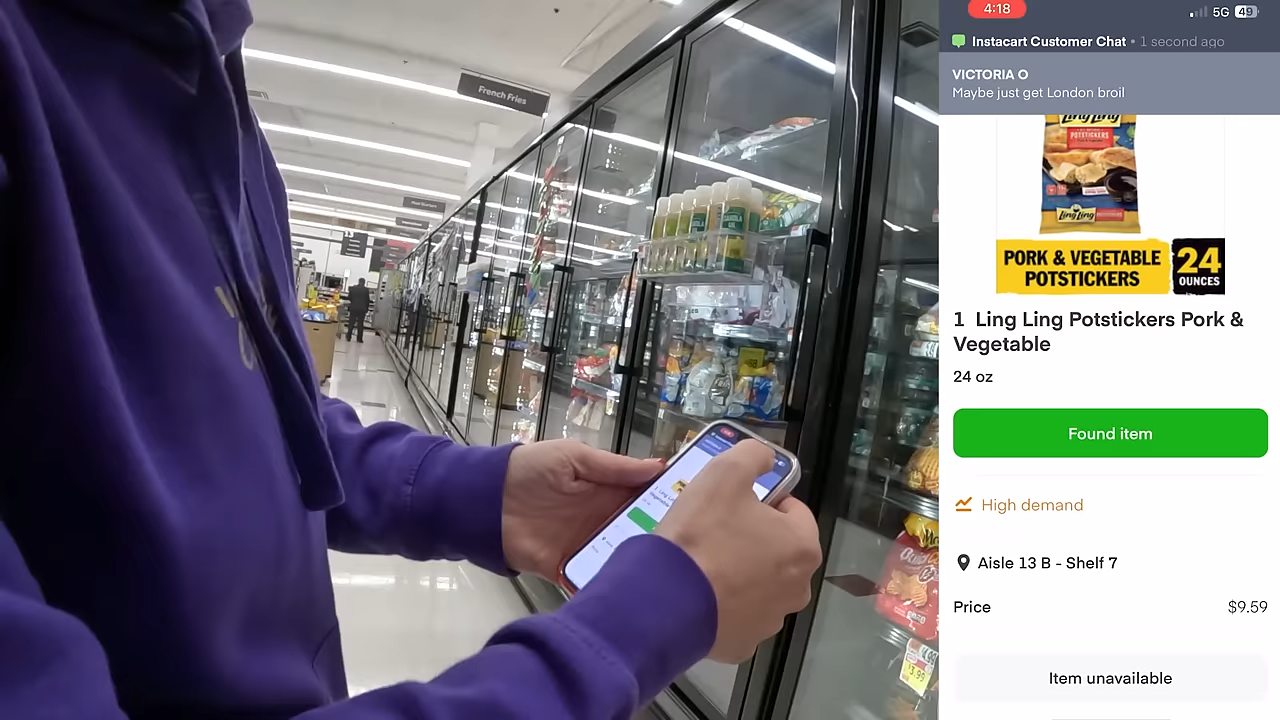 French Fries
4:18
5G 49
Instacart Customer Chat • 1 second ago
VICTORIA O
Maybe just get London broil
Ling Ling
POTSTICKERS
Ling Ling
PORK & VEGETABLE
POTSTICKERS
24
OUNCES
1 Ling Ling Potstickers Pork &
Vegetable
24 oz
Found item
High demand
Aisle 13 B - Shelf 7
Price $9.59
Item unavailable